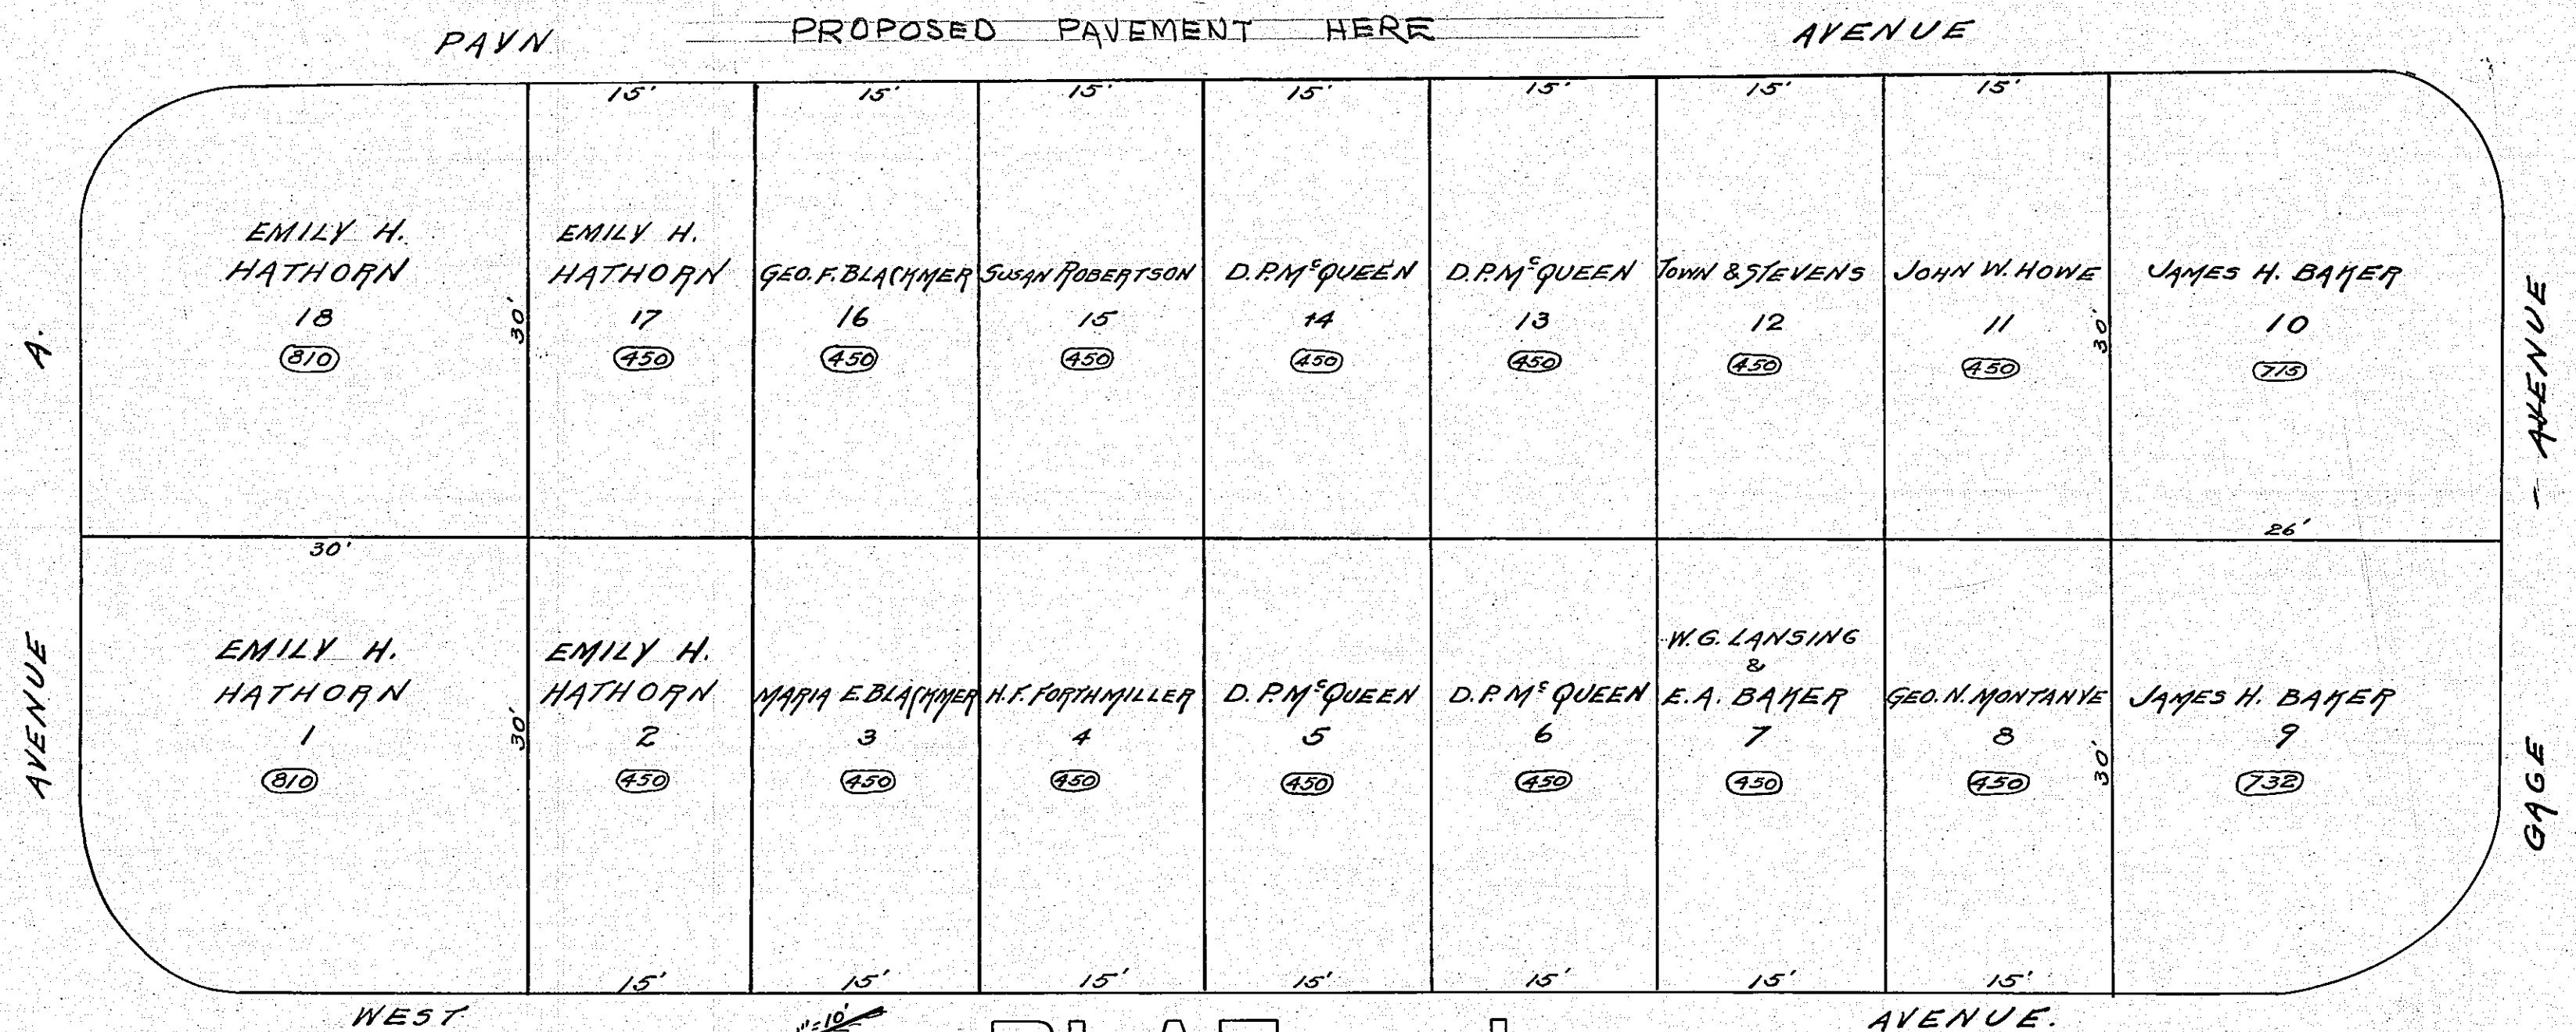 PAVN PROPOSED PAVEMENT HERE AVENUE
15' 15' 15' 15' 15' 15' 15'
EMILY H.
HATHORN
18
810
30'
EMILY H.
HATHORN
17
450
GEO. F. BLACKMER
16
450
SUSAN ROBERTSON
15
450
D. P. McQUEEN
14
450
D. P. McQUEEN
13
450
TOWN & STEVENS
12
450
JOHN W. HOWE
11
450
30'
JAMES H. BAKER
10
715
30'
26'
EMILY H.
HATHORN
1
810
30'
EMILY H.
HATHORN
2
450
MARIA E. BLACKMER
3
450
H. F. FORTHMILLER
4
450
D. P. McQUEEN
5
450
D. P. McQUEEN
6
450
W. G. LANSING
&
E. A. BAKER
7
450
GEO. N. MONTANYE
8
450
30'
JAMES H. BAKER
9
732
15' 15' 15' 15' 15' 15' 15'
AVENUE A.
GAGE - AVENUE
WEST AVENUE.
1"=10'